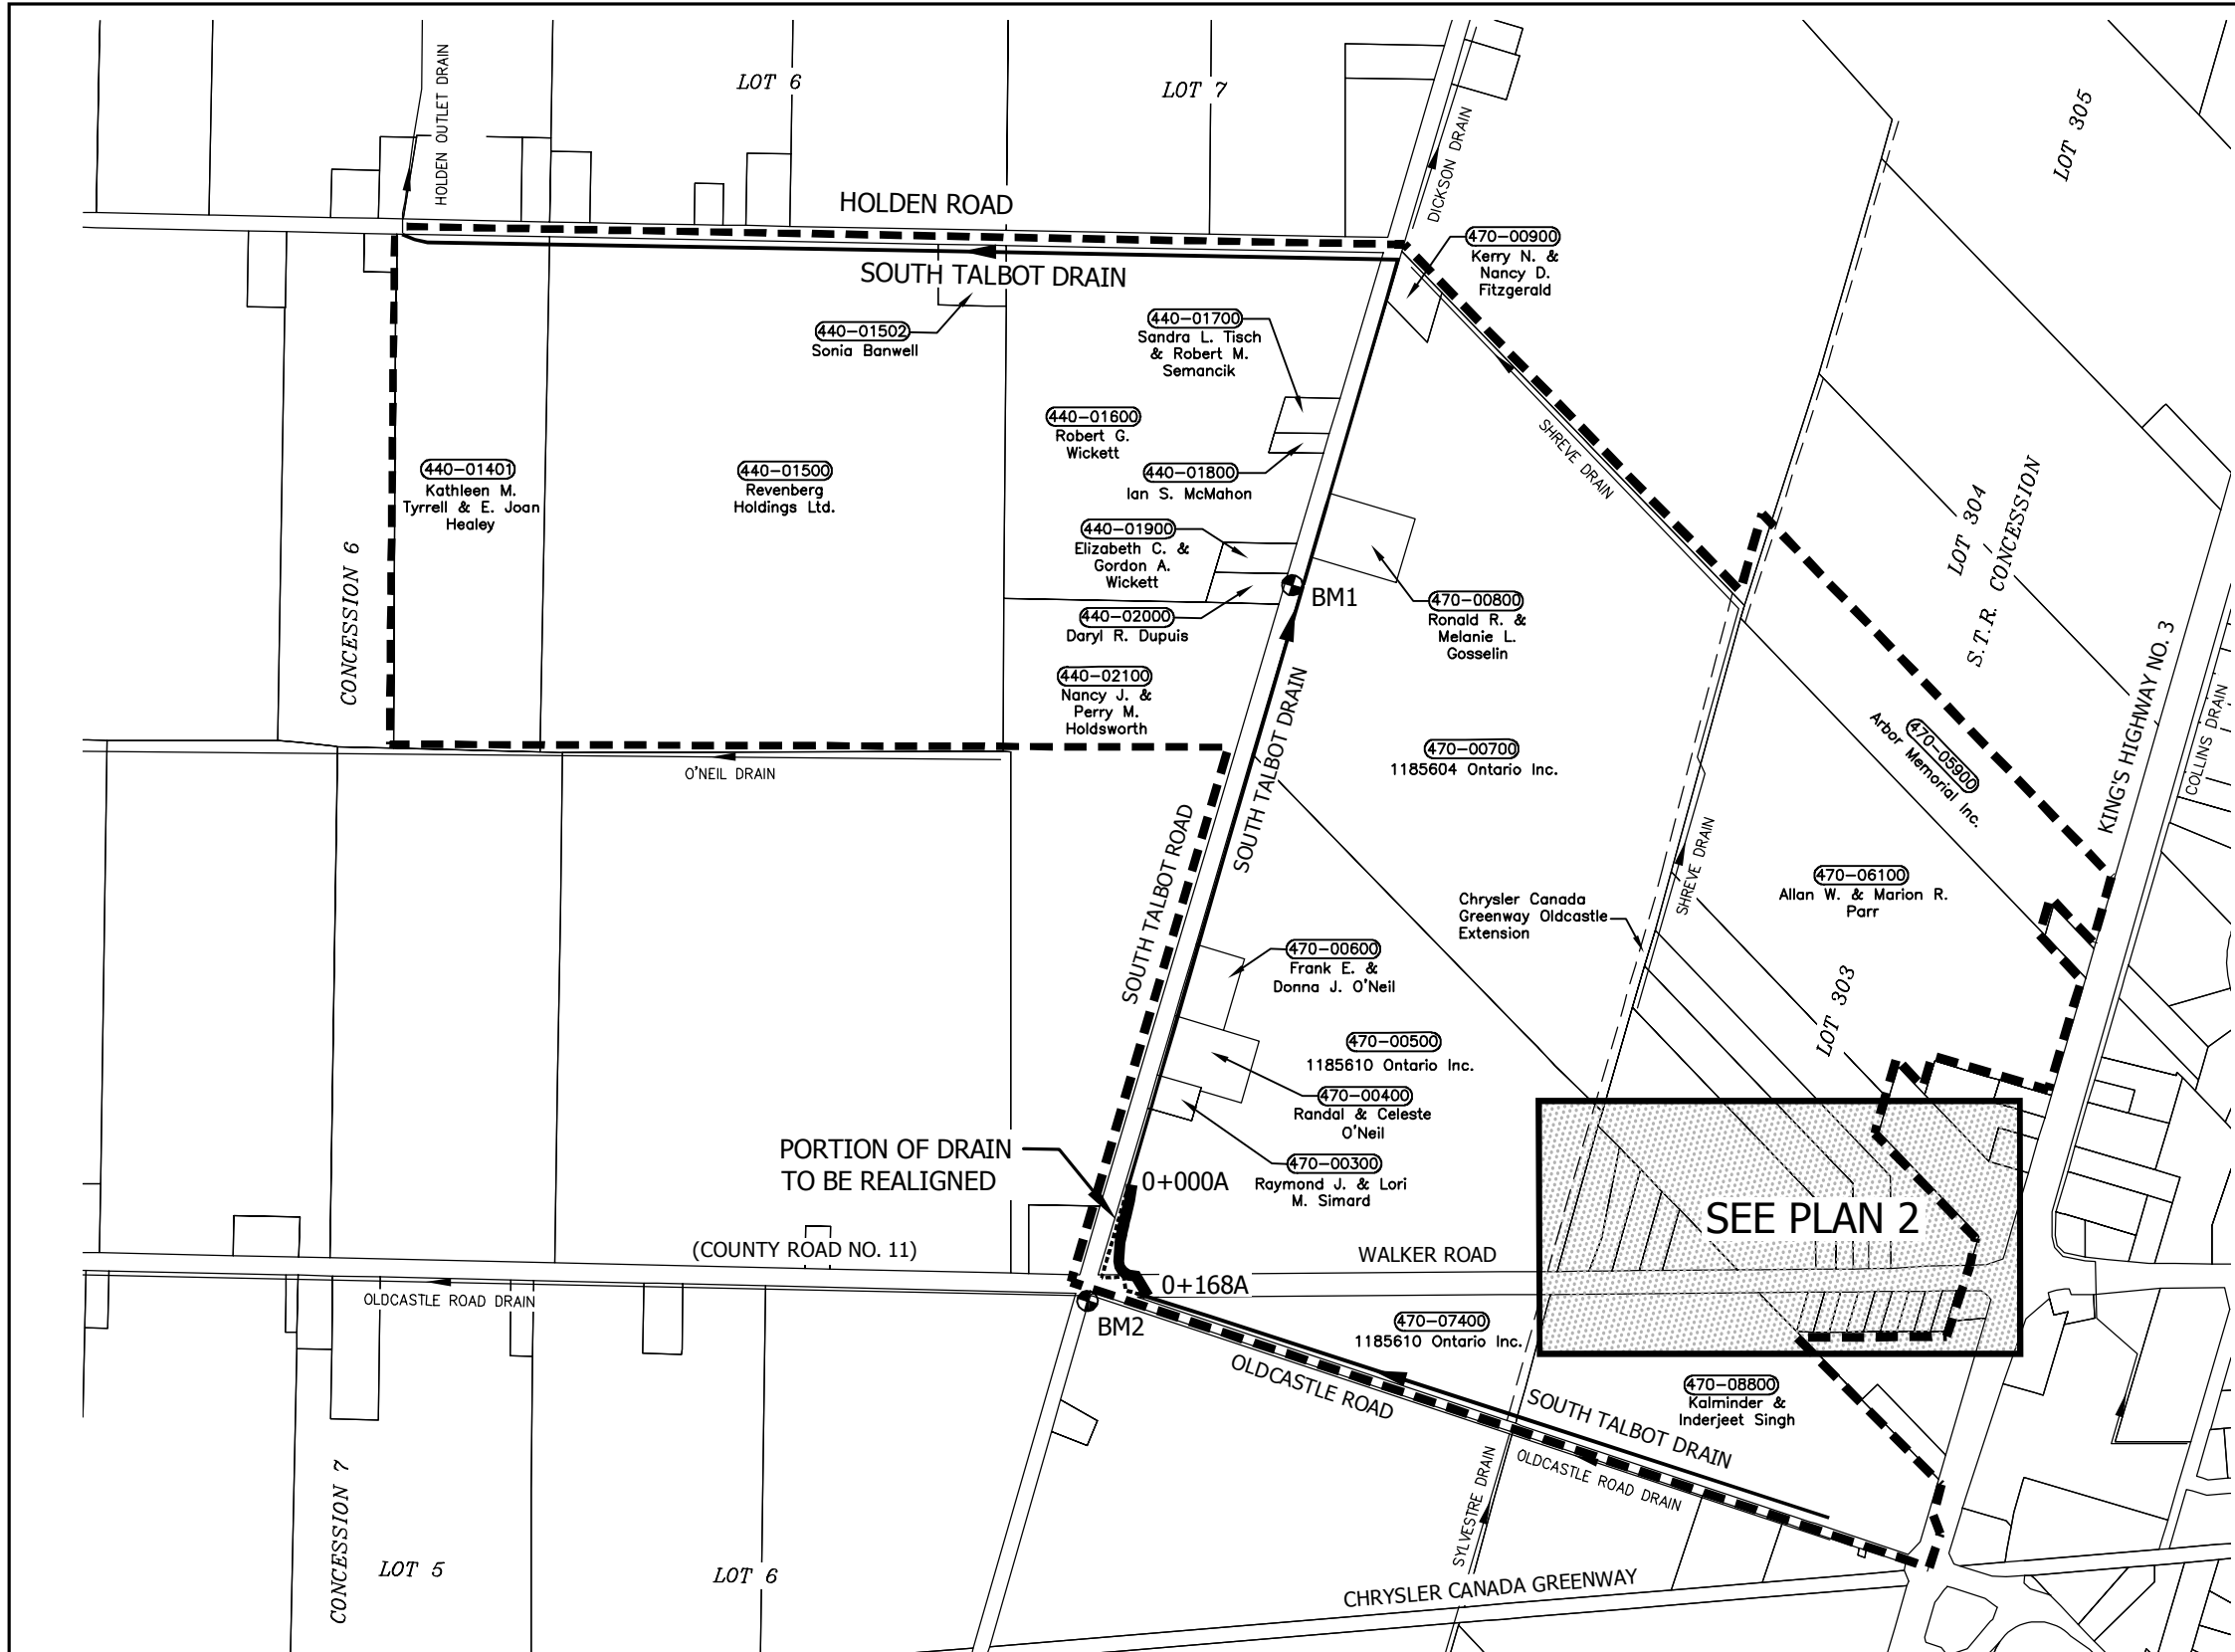 LOT 6
LOT 7
LOT 305
HOLDEN OUTLET DRAIN
DICKSON DRAIN
HOLDEN ROAD
SOUTH TALBOT DRAIN
470-00900
Kerry N. &
Nancy D.
Fitzgerald
440-01502
Sonia Banwell
440-01700
Sandra L. Tisch
& Robert M.
Semancik
440-01600
Robert G.
Wickett
440-01800
Ian S. McMahon
440-01401
Kathleen M.
Tyrrell & E. Joan
Healey
440-01500
Revenberg
Holdings Ltd.
SHREVE DRAIN
LOT 304
S.T.R. CONCESSION
440-01900
Elizabeth C. &
Gordon A.
Wickett
CONCESSION 6
BM1
440-02000
Daryl R. Dupuis
470-00800
Ronald R. &
Melanie L.
Gosselin
440-02100
Nancy J. &
Perry M.
Holdsworth
KING'S HIGHWAY NO. 3
COLLINS DRAIN
SOUTH TALBOT DRAIN
470-00700
1185604 Ontario Inc.
470-05900
Arbor Memorial Inc.
O'NEIL DRAIN
SOUTH TALBOT ROAD
SHREVE DRAIN
470-06100
Allan W. & Marion R.
Parr
Chrysler Canada
Greenway Oldcastle
Extension
470-00600
Frank E. &
Donna J. O'Neil
LOT 303
470-00500
1185610 Ontario Inc.
470-00400
Randal & Celeste
O'Neil
PORTION OF DRAIN
TO BE REALIGNED
470-00300
Raymond J. & Lori
M. Simard
0+000A
SEE PLAN 2
(COUNTY ROAD NO. 11)
WALKER ROAD
0+168A
OLDCASTLE ROAD DRAIN
BM2
470-07400
1185610 Ontario Inc.
OLDCASTLE ROAD
470-08800
Kalminder &
Inderjeet Singh
SOUTH TALBOT DRAIN
OLDCASTLE ROAD DRAIN
SYLVESTRE DRAIN
CONCESSION 7
LOT 5
LOT 6
CHRYSLER CANADA GREENWAY